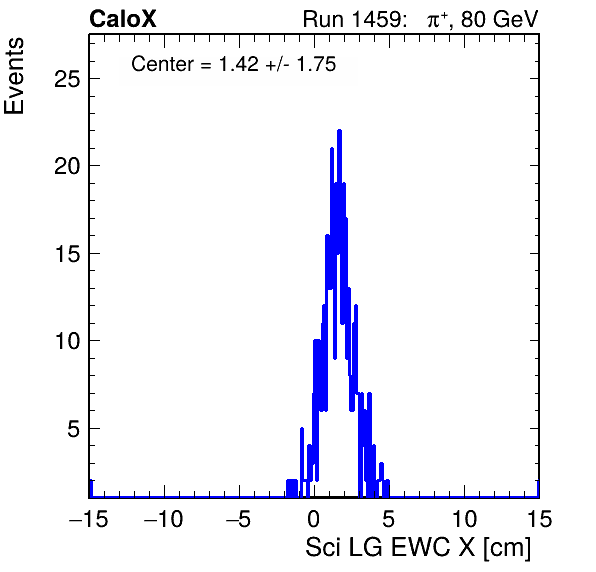 CaloX Run 1459: π⁺, 80 GeV
Events
Center = 1.42 +/- 1.75
25
20
15
10
5
−15 −10 −5 0 5 10 15
Sci LG EWC X [cm]